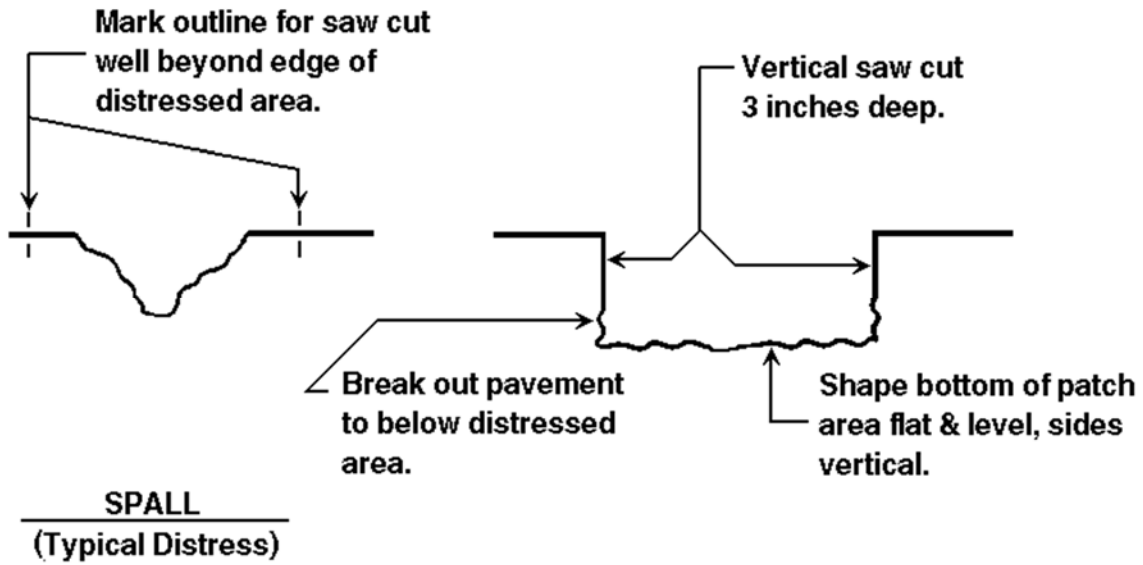 Mark outline for saw cut
well beyond edge of
distressed area.
Vertical saw cut
3 inches deep.
Break out pavement
to below distressed
area.
Shape bottom of patch
area flat & level, sides
vertical.
SPALL
(Typical Distress)